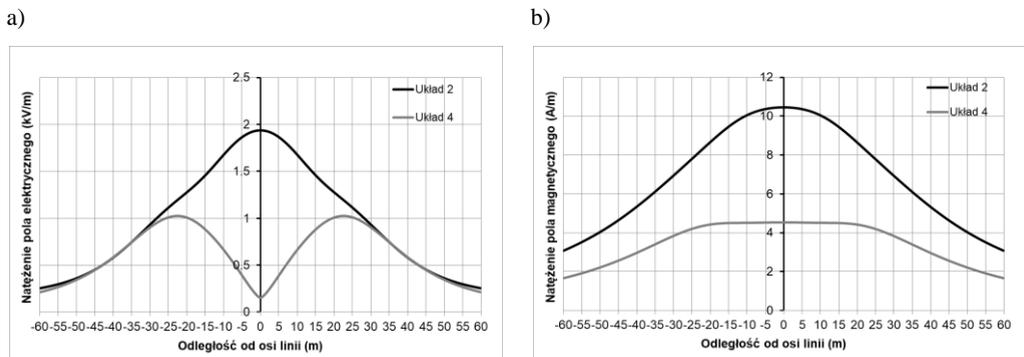 a)
b)
Natężenie pola elektrycznego (kV/m)
2.5
2
1.5
1
0.5
0
Układ 2
Układ 4
-60-55-50-45-40-35-30-25-20-15-10 -5 0 5 10 15 20 25 30 35 40 45 50 55 60
Odległość od osi linii (m)
Natężenie pola magnetycznego (A/m)
12
10
8
6
4
2
0
Układ 2
Układ 4
-60-55-50-45-40-35-30-25-20-15-10 -5 0 5 10 15 20 25 30 35 40 45 50 55 60
Odległość od osi linii (m)